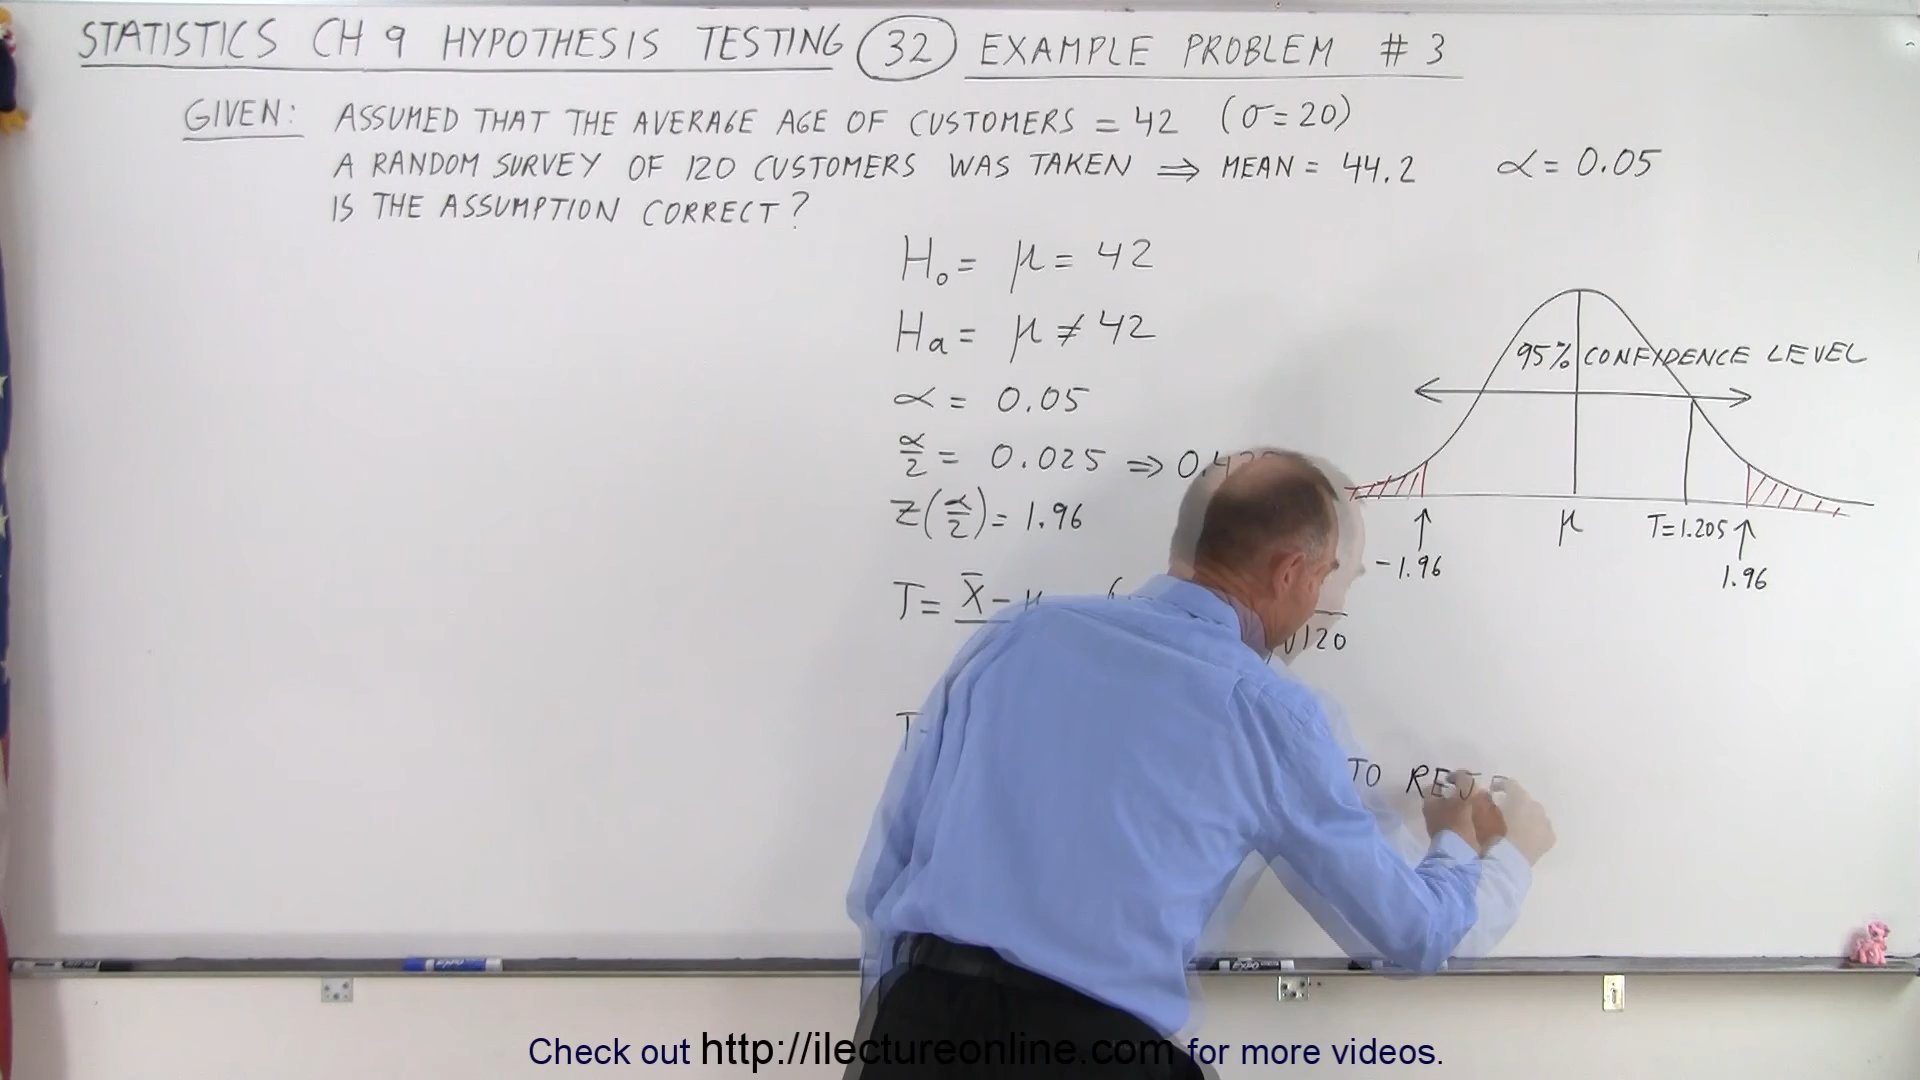 STATISTICS CH 9 HYPOTHESIS TESTING 32 EXAMPLE PROBLEM # 3
GIVEN: ASSUMED THAT THE AVERAGE AGE OF CUSTOMERS = 42 (σ = 20)
A RANDOM SURVEY OF 120 CUSTOMERS WAS TAKEN ⇒ MEAN = 44.2 α = 0.05
IS THE ASSUMPTION CORRECT?
H₀ = μ = 42
Hₐ = μ ≠ 42
α = 0.05
α/2 = 0.025 ⇒
Z(α/2) = 1.96
T = X̄ - μ
√120
T
TO REJE
95% CONFIDENCE LEVEL
-1.96
μ
T = 1.205
1.96
Check out http://ilectureonline.com for more videos.